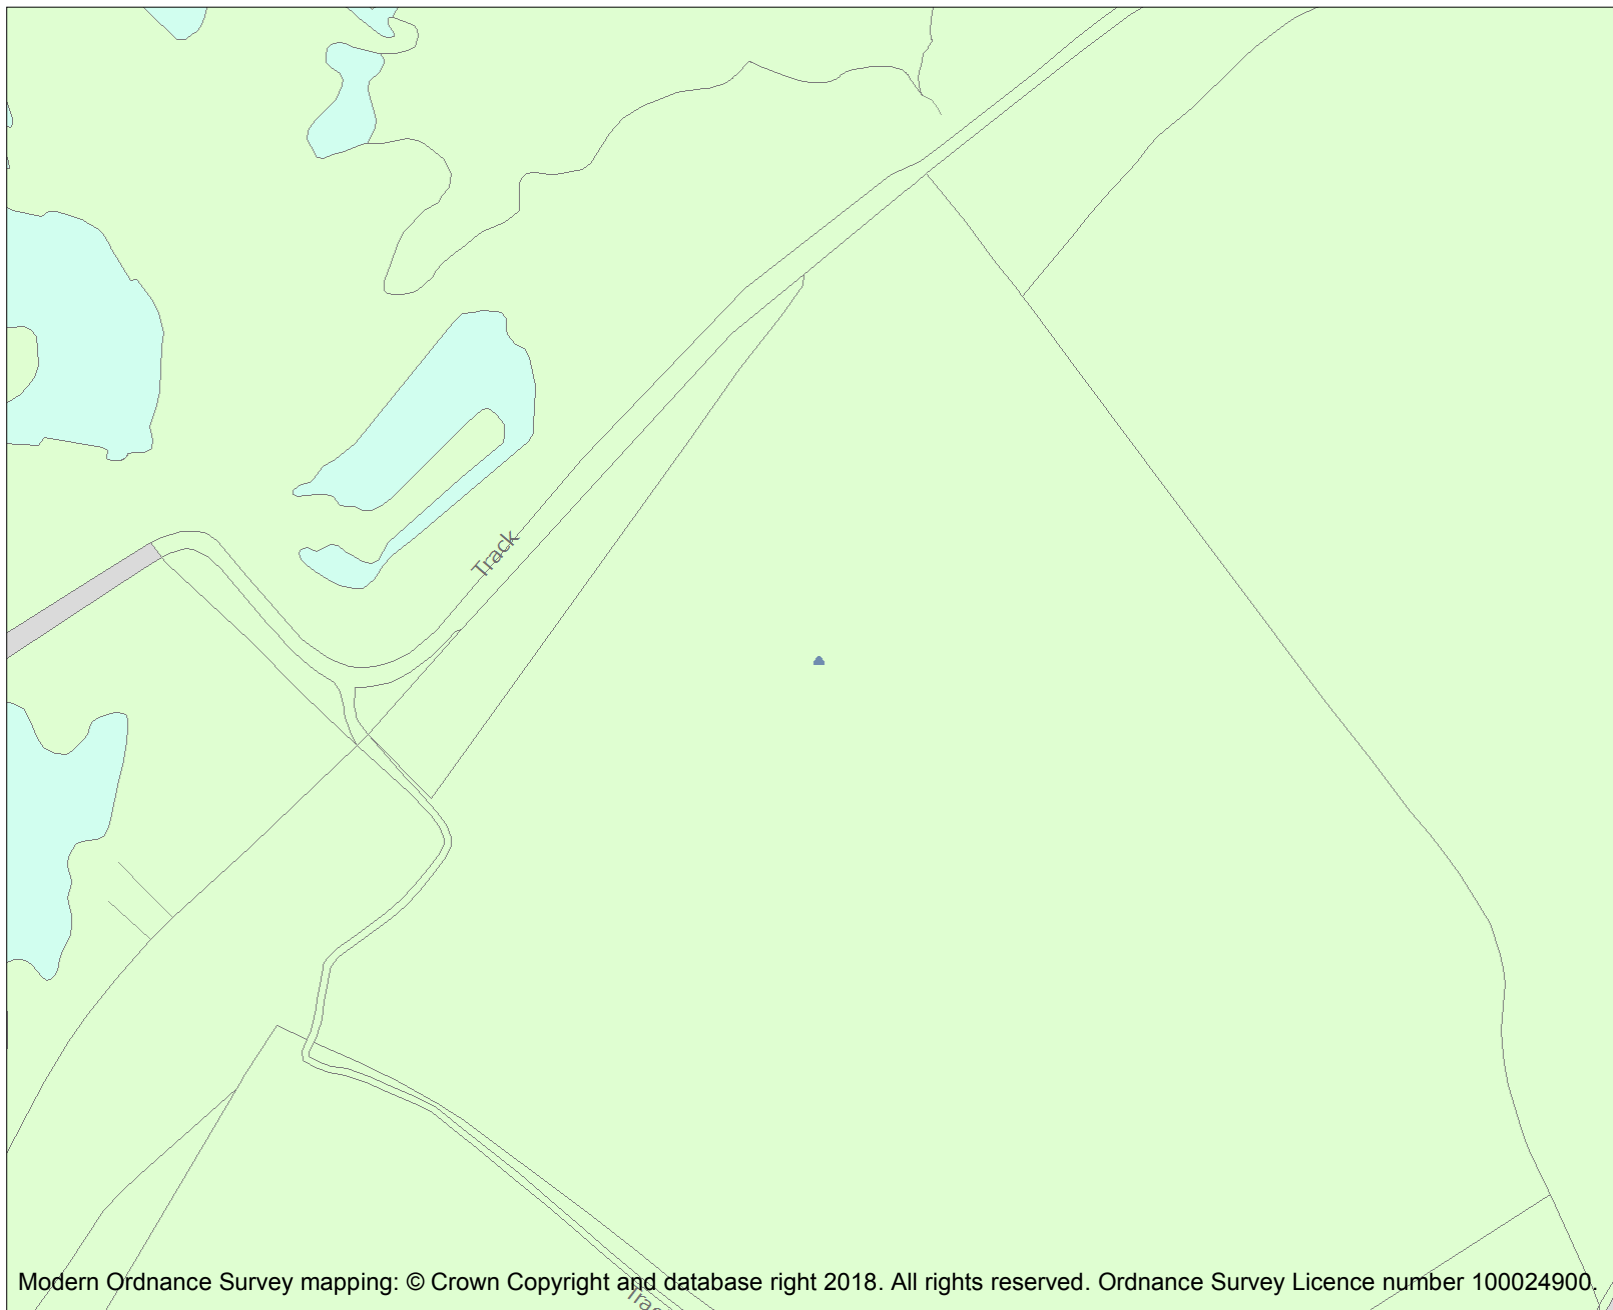 Track
Modern Ordnance Survey mapping: © Crown Copyright and database right 2018. All rights reserved. Ordnance Survey Licence number 100024900.